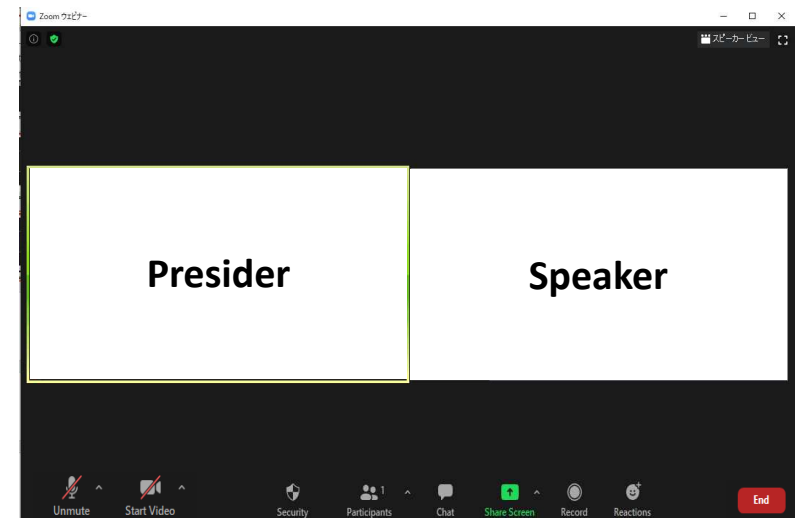 Zoom ウェビナー
スピーカー ビュー
Presider
Speaker
Unmute
Start Video
Security
1
Participants
Chat
Share Screen
Record
Reactions
End